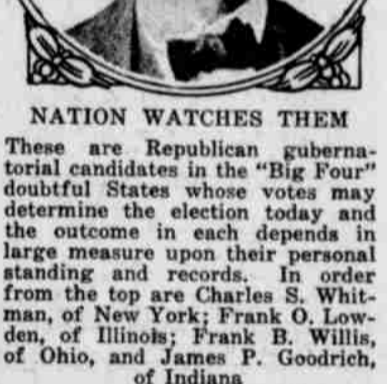 NATION WATCHES THEM
These are Republican guberna-
torial candidates in the "Big Four"
doubtful States whose votes may
determine the election today and
the outcome in each depends in
large measure upon their personal
standing and records. In order
from the top are Charles S. Whit-
man, of New York; Frank O. Low-
den, of Illinois; Frank B. Willis,
of Ohio, and James P. Goodrich,
of Indiana